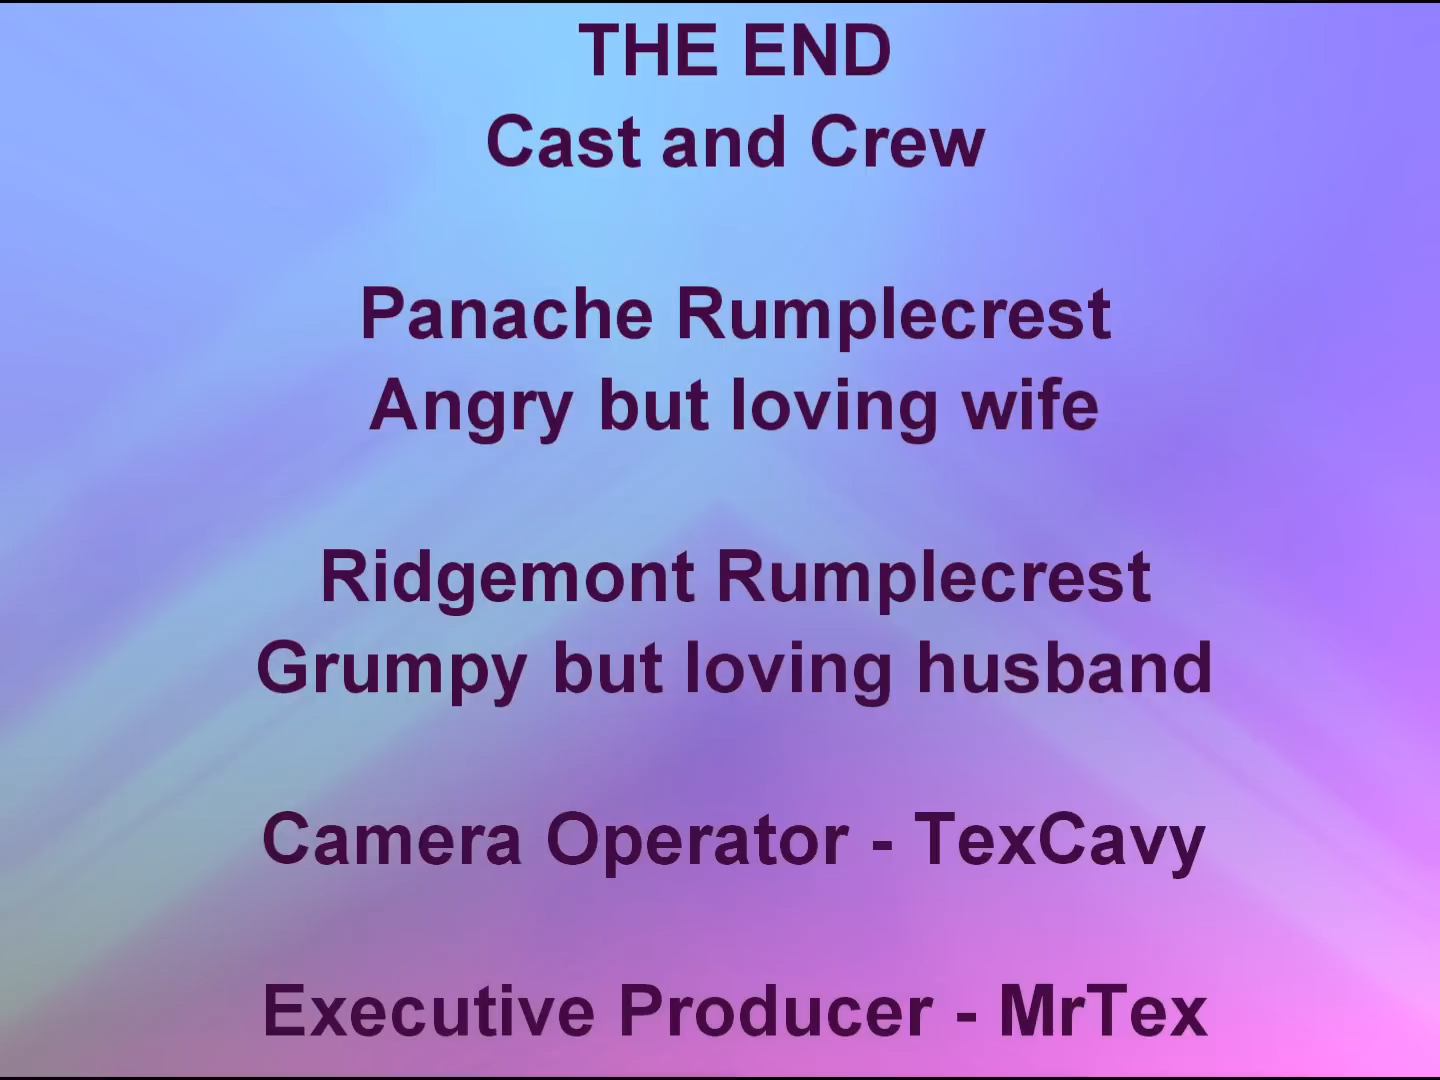 THE END
Cast and Crew
Panache Rumplecrest
Angry but loving wife
Ridgemont Rumplecrest
Grumpy but loving husband
Camera Operator - TexCavy
Executive Producer - MrTex